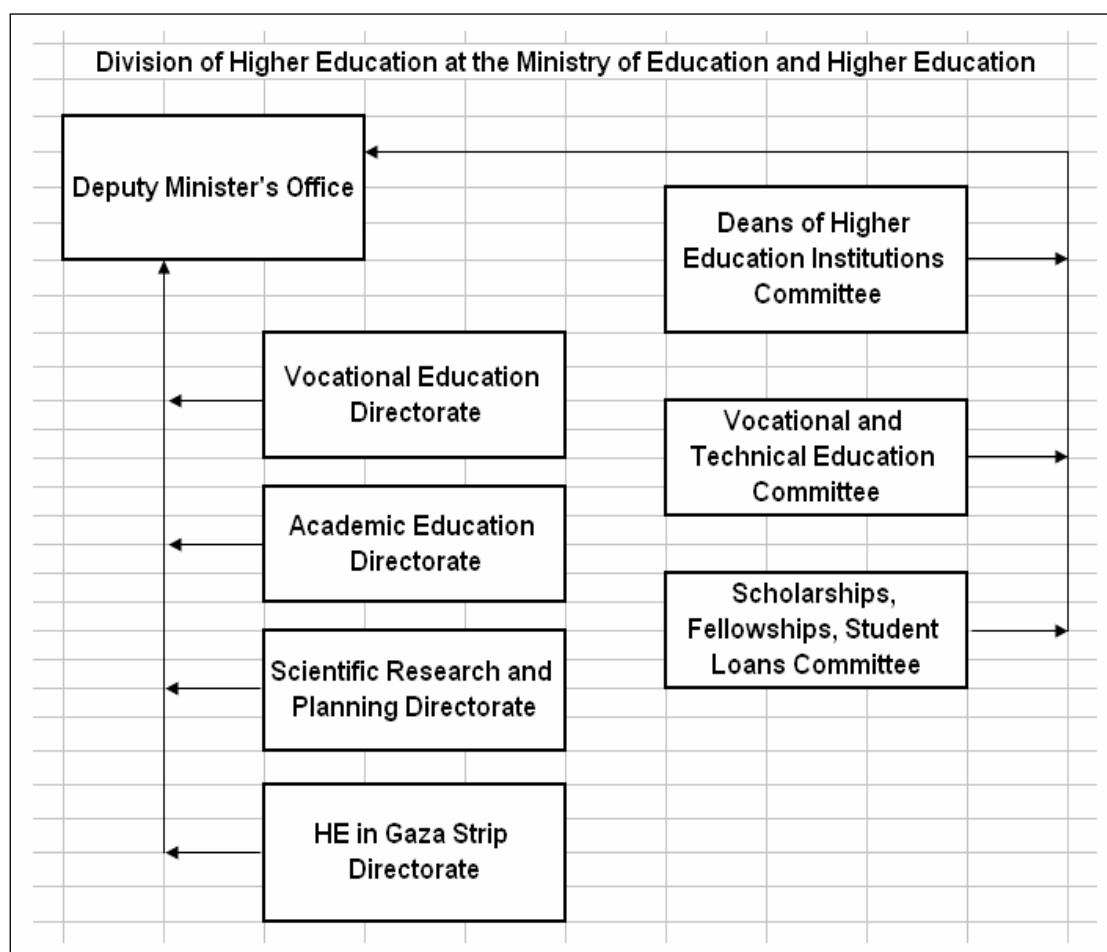 Division of Higher Education at the Ministry of Education and Higher Education
Deputy Minister's Office
Deans of Higher
Education Institutions
Committee
Vocational Education
Directorate
Vocational and
Technical Education
Committee
Academic Education
Directorate
Scholarships,
Fellowships, Student
Loans Committee
Scientific Research and
Planning Directorate
HE in Gaza Strip
Directorate